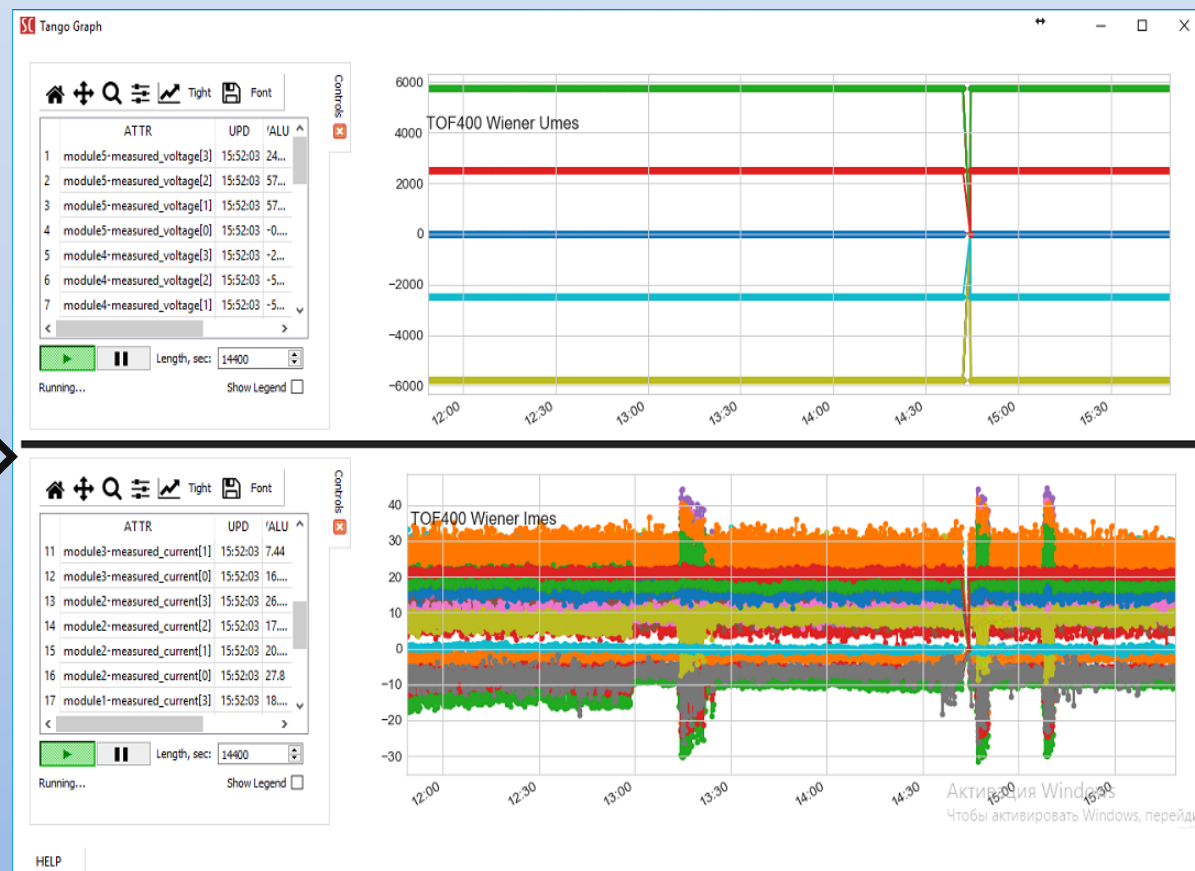 Tango Graph
Tight Font
Controls
ATTR UPD 'ALU
1 module5-measured_voltage[3] 15:52:03 24...
2 module5-measured_voltage[2] 15:52:03 57...
3 module5-measured_voltage[1] 15:52:03 57...
4 module5-measured_voltage[0] 15:52:03 -0....
5 module4-measured_voltage[3] 15:52:03 -2...
6 module4-measured_voltage[2] 15:52:03 -5...
7 module4-measured_voltage[1] 15:52:03 -5...
Length, sec: 14400
Running... Show Legend
TOF400 Wiener Umes
6000
4000
2000
0
−2000
−4000
−6000
12:00 12:30 13:00 13:30 14:00 14:30 15:00 15:30
Tight Font
Controls
ATTR UPD 'ALU
11 module3-measured_current[1] 15:52:03 7.44
12 module3-measured_current[0] 15:52:03 16....
13 module2-measured_current[3] 15:52:03 26....
14 module2-measured_current[2] 15:52:03 17....
15 module2-measured_current[1] 15:52:03 20....
16 module2-measured_current[0] 15:52:03 27.8
17 module1-measured_current[3] 15:52:03 18....
Length, sec: 14400
Running... Show Legend
TOF400 Wiener Imes
40
30
20
10
0
−10
−20
−30
12:00 12:30 13:00 13:30 14:00 14:30 15:00 15:30
Активация Windows
Чтобы активировать Windows, перейди
HELP